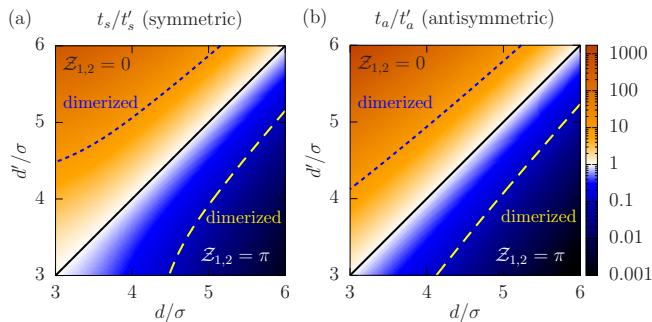 (a) t_s/t'_s (symmetric)
6
5
4
3
d'/σ
Z_{1,2} = 0
dimerized
dimerized
Z_{1,2} = π
3 4 5 6
d/σ
(b) t_a/t'_a (antisymmetric)
6
5
4
3
d'/σ
Z_{1,2} = 0
dimerized
dimerized
Z_{1,2} = π
3 4 5 6
d/σ
1000
100
10
1
0.1
0.01
0.001